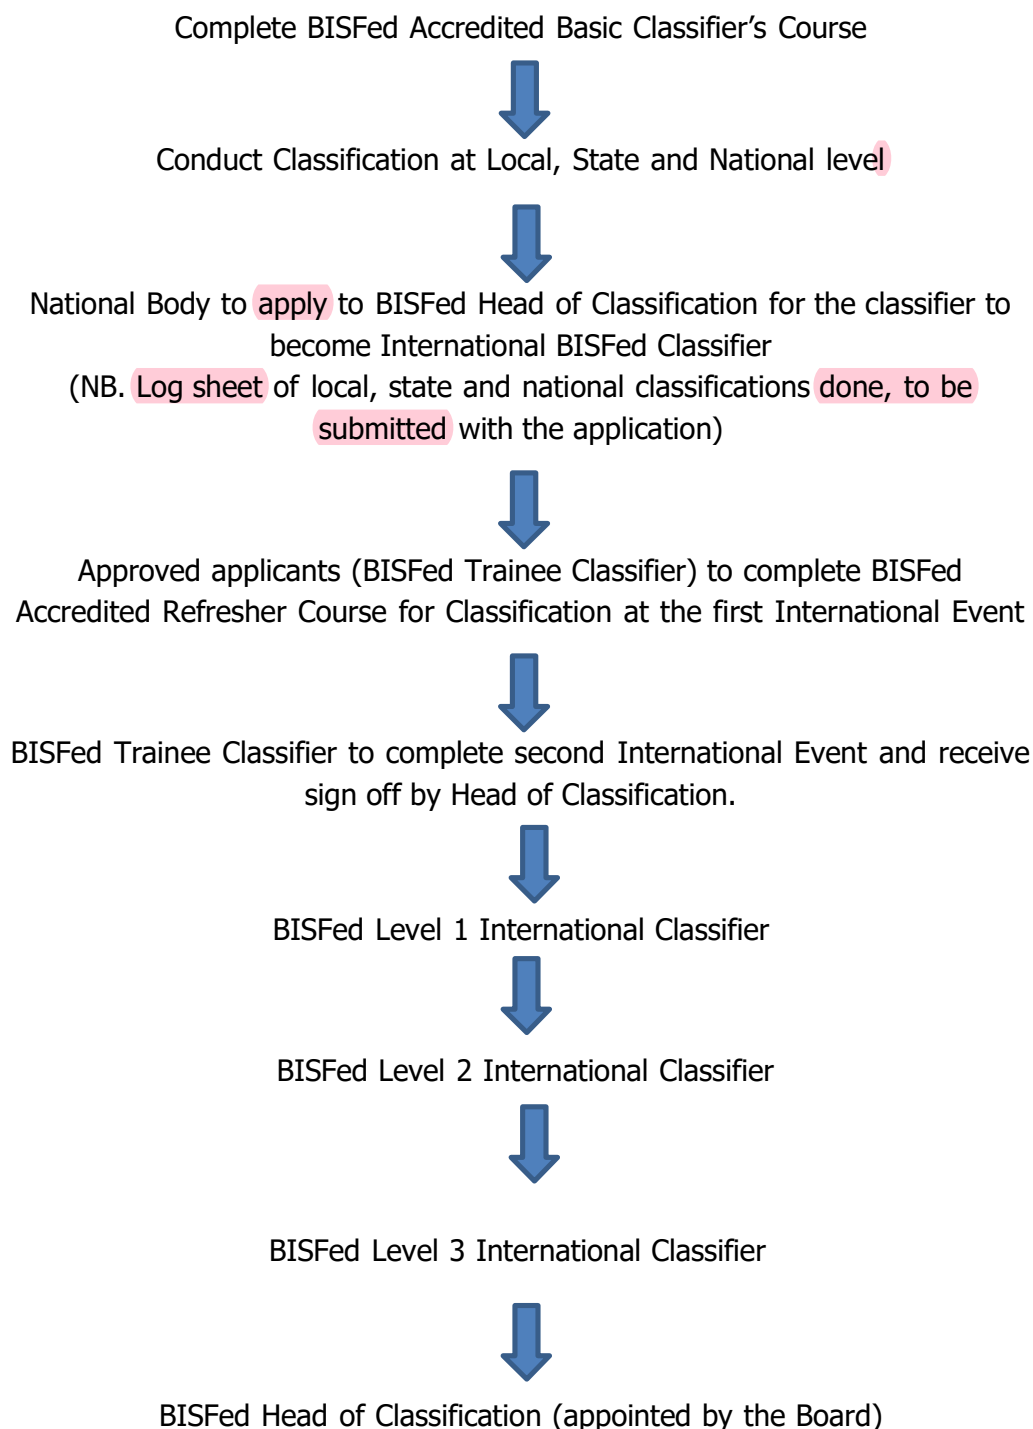 Complete BISFed Accredited Basic Classifier’s Course
Conduct Classification at Local, State and National level
National Body to apply to BISFed Head of Classification for the classifier to
become International BISFed Classifier
(NB. Log sheet of local, state and national classifications done, to be
submitted with the application)
Approved applicants (BISFed Trainee Classifier) to complete BISFed
Accredited Refresher Course for Classification at the first International Event
BISFed Trainee Classifier to complete second International Event and receive
sign off by Head of Classification.
BISFed Level 1 International Classifier
BISFed Level 2 International Classifier
BISFed Level 3 International Classifier
BISFed Head of Classification (appointed by the Board)